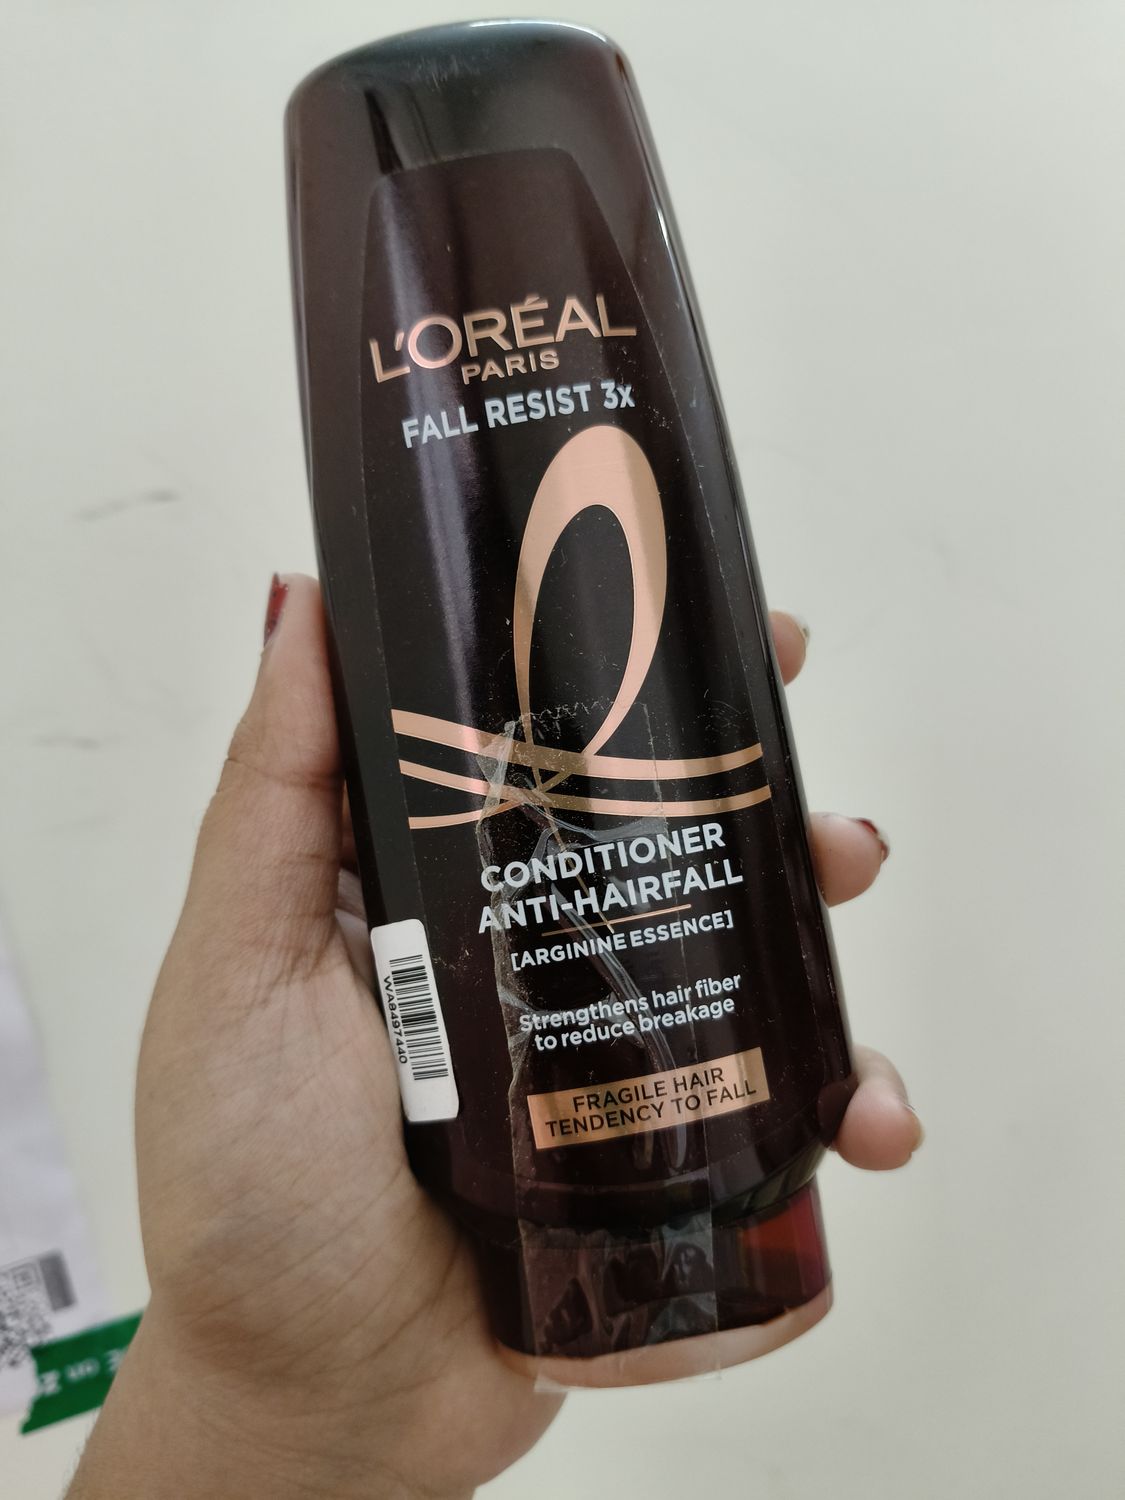 L'ORÉAL
PARIS
FALL RESIST 3x
CONDITIONER
ANTI-HAIRFALL
[ARGININE ESSENCE]
Strengthens hair fiber
to reduce breakage
FRAGILE HAIR
TENDENCY TO FALL
WA8497440
on